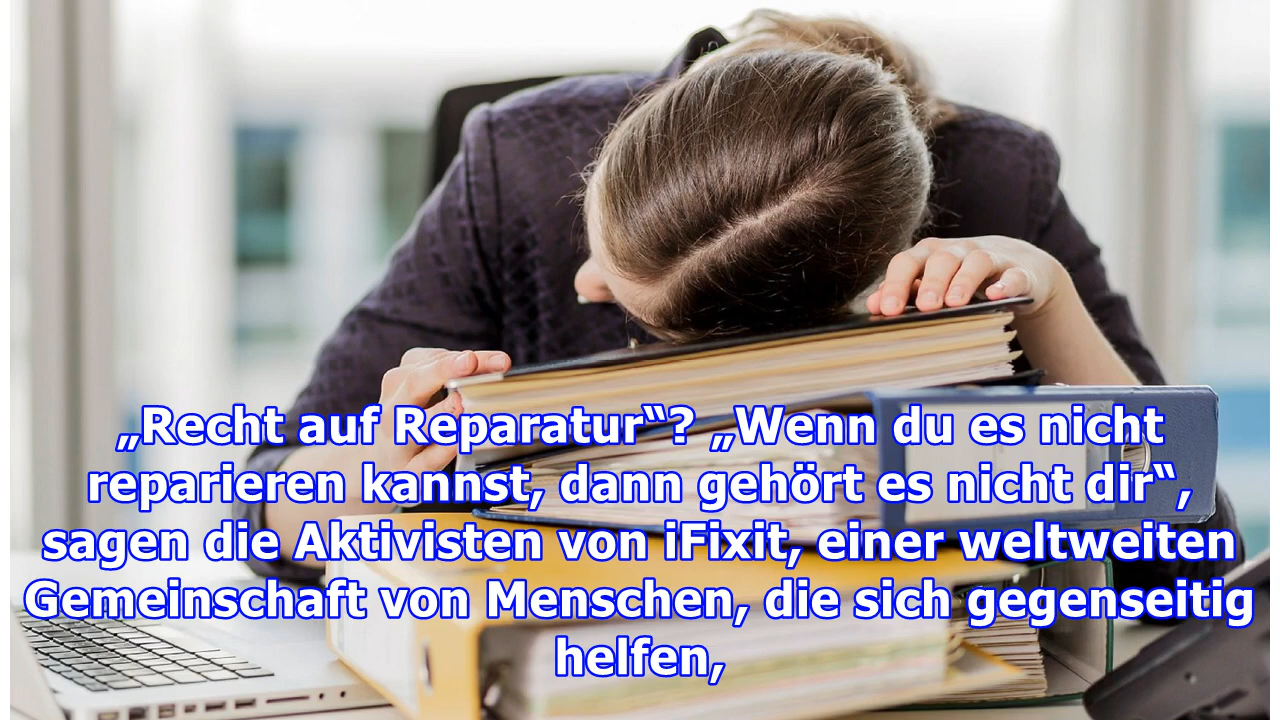 „Recht auf Reparatur“? „Wenn du es nicht
reparieren kannst, dann gehört es nicht dir“,
sagen die Aktivisten von iFixit, einer weltweiten
Gemeinschaft von Menschen, die sich gegenseitig
helfen,